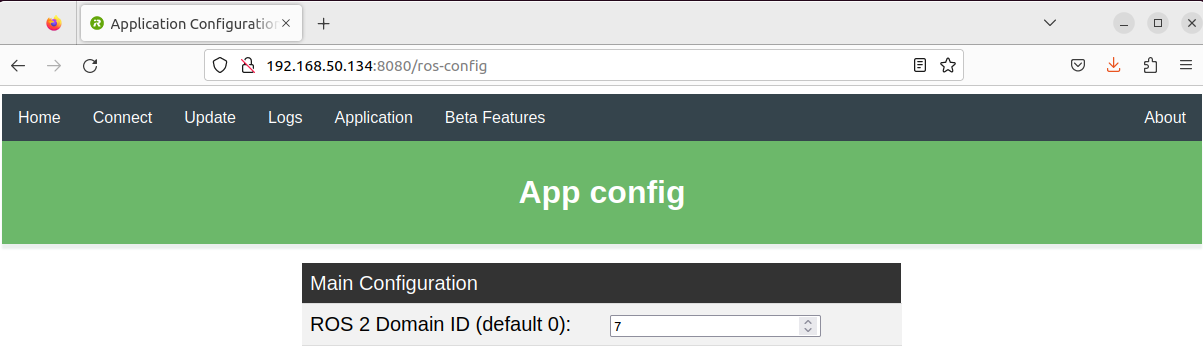 Application Configuration
192.168.50.134:8080/ros-config
Home Connect Update Logs Application Beta Features About
App config
Main Configuration
ROS 2 Domain ID (default 0): 7